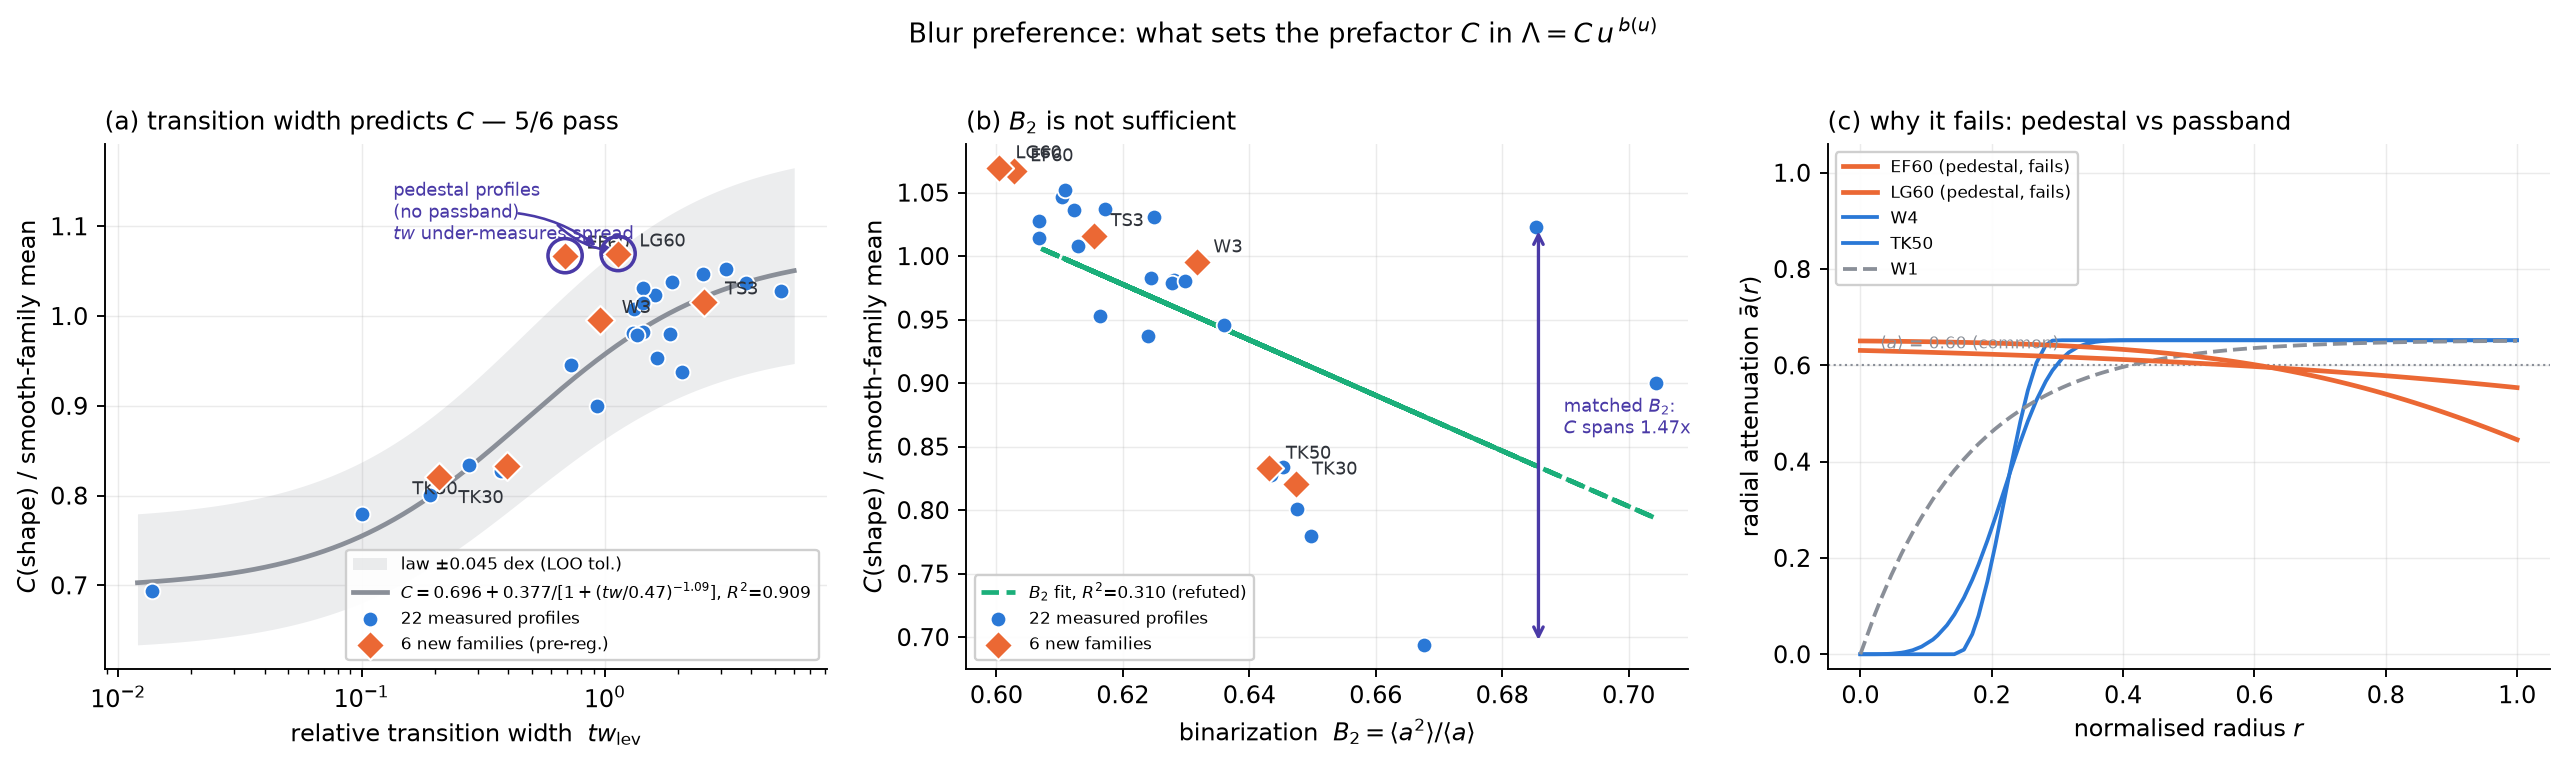 Blur preference: what sets the prefactor C in Λ = C u^{b(u)}
(a) transition width predicts C — 5/6 pass
1.1
1.0
0.9
0.8
0.7
C(shape) / smooth-family mean
pedestal profiles
(no passband)
tw under-measures spread
LG60
TS3
W3
TK30
law ±0.045 dex (LOO tol.)
C = 0.696 + 0.377/[1 + (tw/0.47)^{−1.09}], R²=0.909
22 measured profiles
6 new families (pre-reg.)
10⁻²
10⁻¹
10⁰
relative transition width tw_lev
(b) B₂ is not sufficient
1.05
1.00
0.95
0.90
0.85
0.80
0.75
0.70
C(shape) / smooth-family mean
LG60
EF60
TS3
W3
TK50
TK30
matched B₂:
C spans 1.47x
B₂ fit, R²=0.310 (refuted)
22 measured profiles
6 new families
0.60
0.62
0.64
0.66
0.68
0.70
binarization B₂ = ⟨a²⟩/⟨a⟩
(c) why it fails: pedestal vs passband
1.0
0.8
0.6
0.4
0.2
0.0
radial attenuation ā(r)
EF60 (pedestal, fails)
LG60 (pedestal, fails)
W4
TK50
W1
⟨a⟩ = 0.60 (common)
0.0
0.2
0.4
0.6
0.8
1.0
normalised radius r